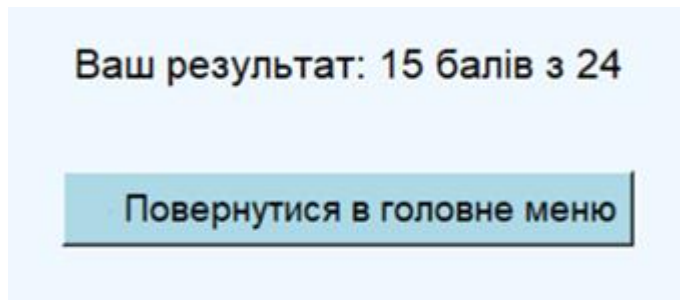 Ваш результат: 15 балів з 24
Повернутися в головне меню